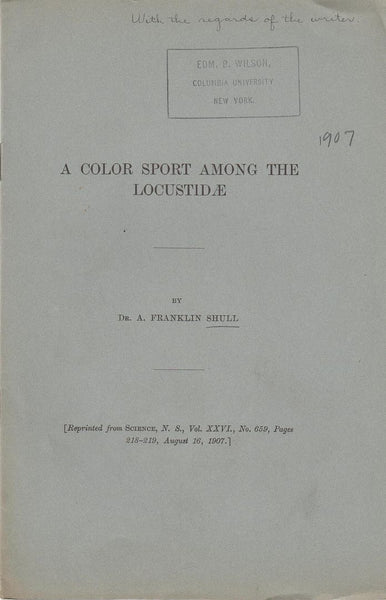 With the regards of the writer.
EDM. B. WILSON,
COLUMBIA UNIVERSITY
NEW YORK.
1907
A COLOR SPORT AMONG THE
LOCUSTIDÆ
BY
DR. A. FRANKLIN SHULL
[Reprinted from SCIENCE, N. S., Vol. XXVI., No. 659, Pages
218–219, August 16, 1907.]